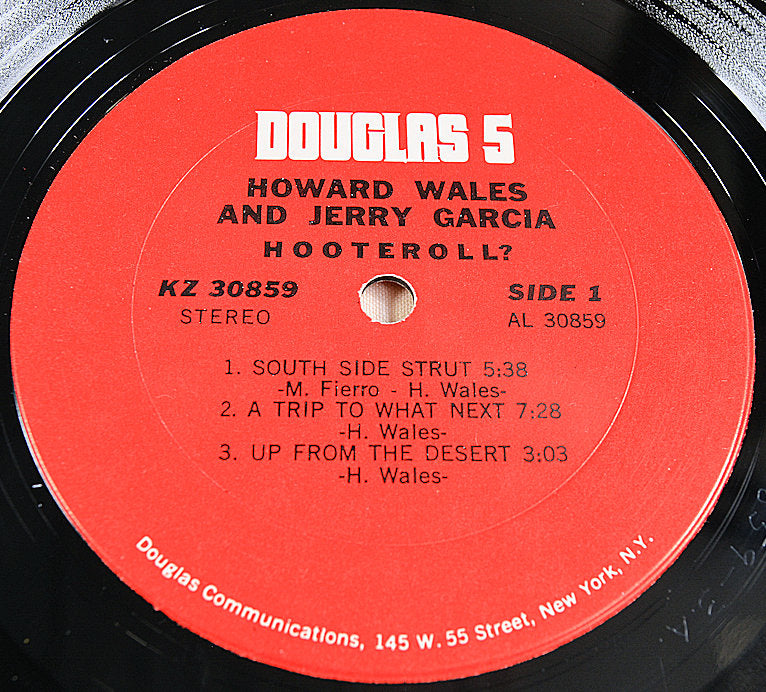 DOUGLAS 5
HOWARD WALES
AND JERRY GARCIA
HOOTEROLL?
KZ 30859 SIDE 1
STEREO AL 30859
1. SOUTH SIDE STRUT 5:38
-M. Fierro - H. Wales-
2. A TRIP TO WHAT NEXT 7:28
-H. Wales-
3. UP FROM THE DESERT 3:03
-H. Wales-
Douglas Communications, 145 W. 55 Street, New York, N.Y.